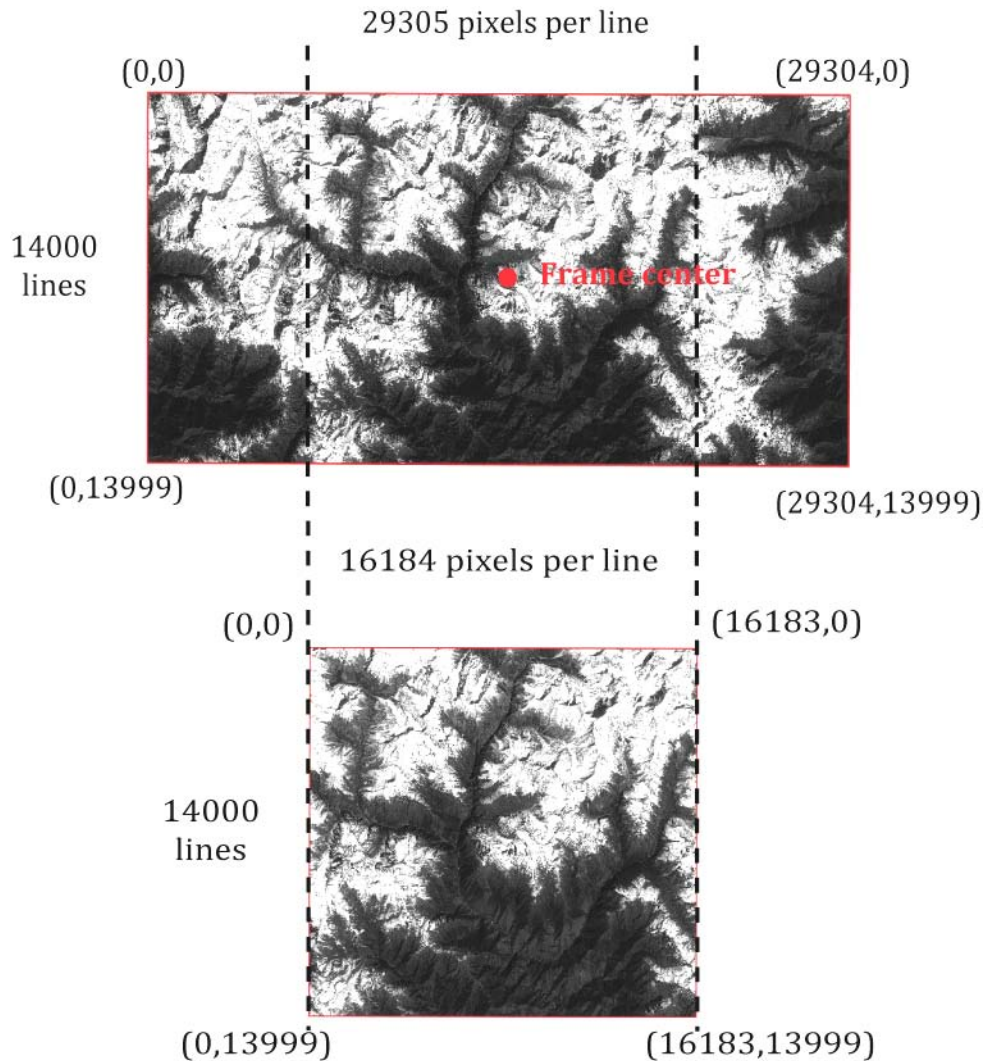 29305 pixels per line
(0,0)
(29304,0)
14000
lines
Frame center
(0,13999)
(29304,13999)
16184 pixels per line
(0,0)
(16183,0)
14000
lines
(0,13999)
(16183,13999)